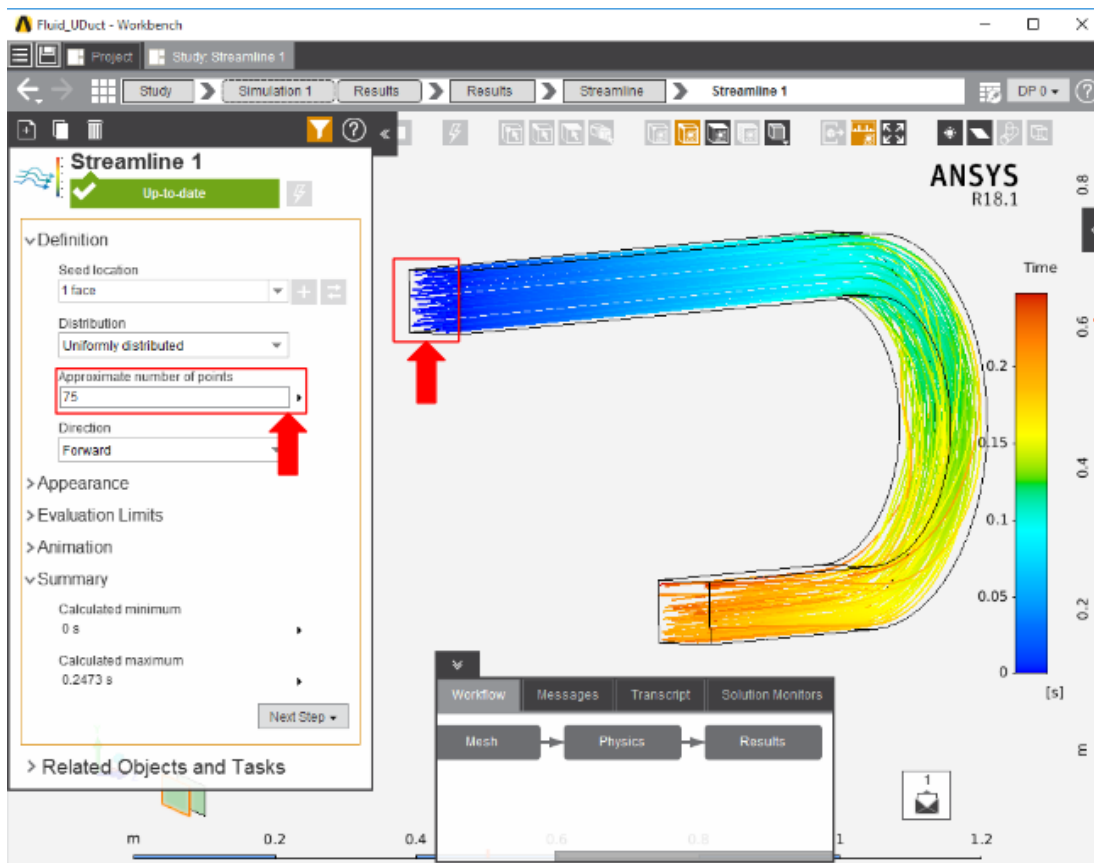 Fluid_UDuct - Workbench
Project
Study: Streamline 1
Study
Simulation 1
Results
Results
Streamline
Streamline 1
DP 0
Streamline 1
Up-to-date
Definition
Seed location
1 face
Distribution
Uniformly distributed
Approximate number of points
75
Direction
Forward
Appearance
Evaluation Limits
Animation
Summary
Calculated minimum
0 s
Calculated maximum
0.2473 s
Next Step
Related Objects and Tasks
ANSYS
R18.1
Time
0.2
0.15
0.1
0.05
0
[s]
0.8
0.6
0.4
0.2
m
Workflow
Messages
Transcript
Solution Monitors
Mesh
Physics
Results
1
m
0.2
0.4
0.6
0.8
1
1.2